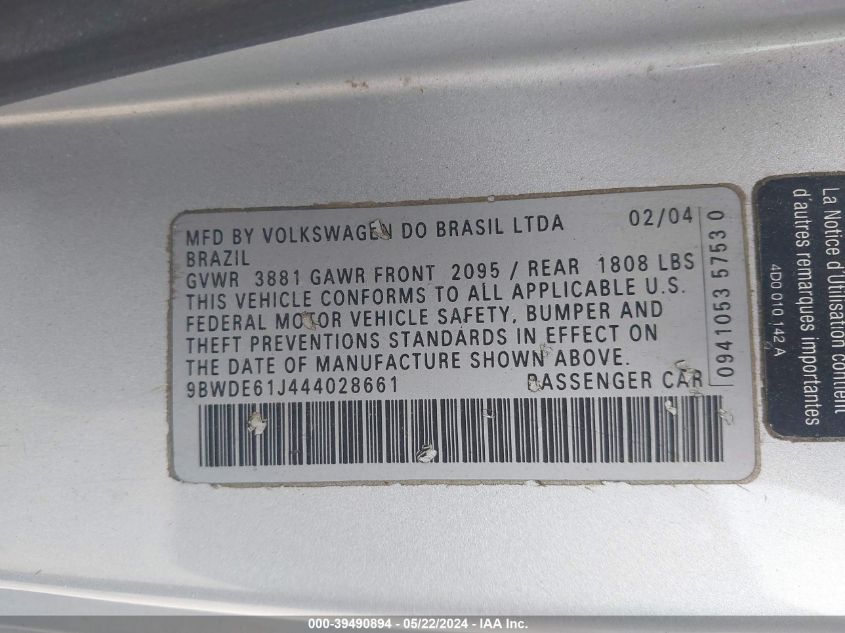 MFD BY VOLKSWAGEN DO BRASIL LTDA 02/04
BRAZIL
GVWR 3881 GAWR FRONT 2095 / REAR 1808 LBS
THIS VEHICLE CONFORMS TO ALL APPLICABLE U.S.
FEDERAL MOTOR VEHICLE SAFETY, BUMPER AND
THEFT PREVENTIONS STANDARDS IN EFFECT ON
THE DATE OF MANUFACTURE SHOWN ABOVE.
9BWDE61J444028661 PASSENGER CAR
0941053 57530
La Notice d'Utilisation contient
d'autres remarques importantes
4D0 010 142 A
000-39490894 - 05/22/2024 - IAA Inc.